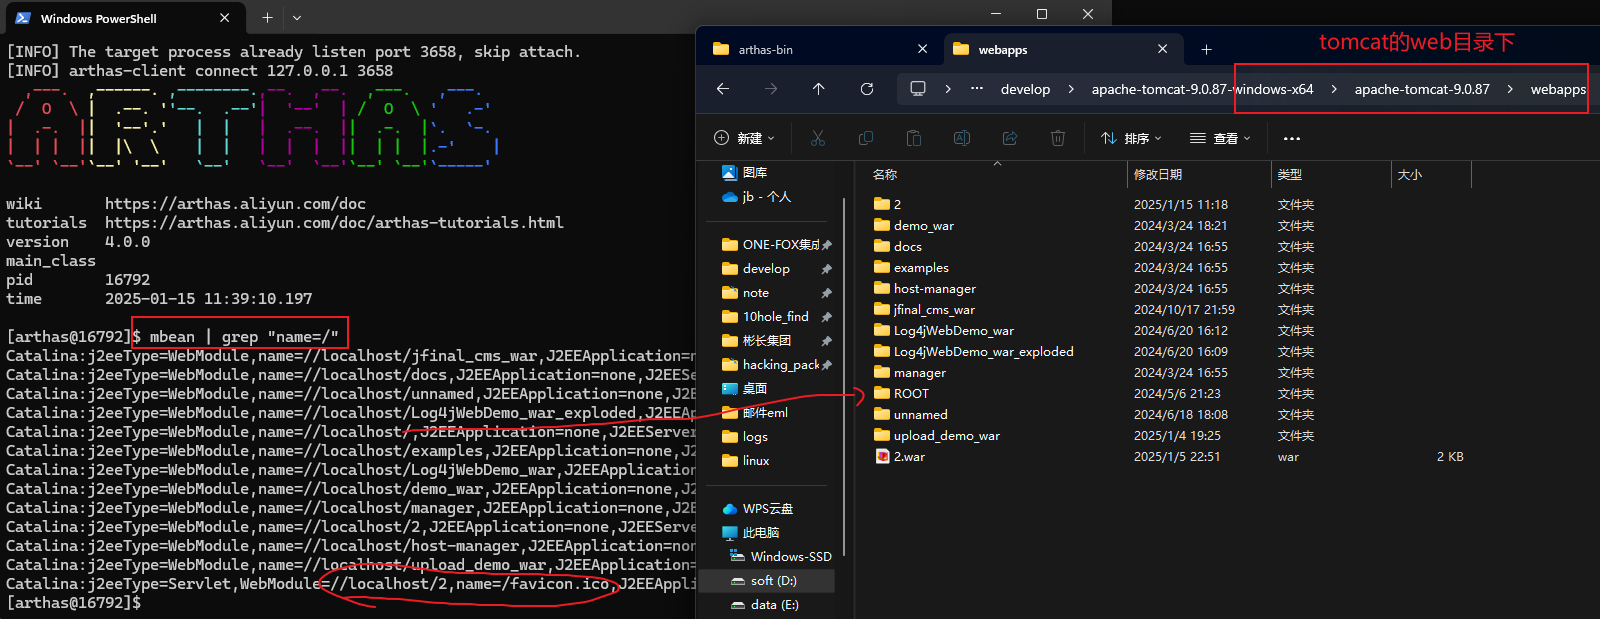 Windows PowerShell
[INFO] The target process already listen port 3658, skip attach.
[INFO] arthas-client connect 127.0.0.1 3658
ARTHAS
wiki https://arthas.aliyun.com/doc
tutorials https://arthas.aliyun.com/doc/arthas-tutorials.html
version 4.0.0
main_class
pid 16792
time 2025-01-15 11:39:10.197
[arthas@16792]$ mbean | grep "name=/"
Catalina:j2eeType=WebModule,name=//localhost/jfinal_cms_war,J2EEApplication=n
Catalina:j2eeType=WebModule,name=//localhost/docs,J2EEApplication=none,J2EESe
Catalina:j2eeType=WebModule,name=//localhost/unnamed,J2EEApplication=none,J2E
Catalina:j2eeType=WebModule,name=//localhost/Log4jWebDemo_war_exploded,J2EEAp
Catalina:j2eeType=WebModule,name=//localhost/,J2EEApplication=none,J2EEServer
Catalina:j2eeType=WebModule,name=//localhost/examples,J2EEApplication=none,J2
Catalina:j2eeType=WebModule,name=//localhost/Log4jWebDemo_war,J2EEApplication
Catalina:j2eeType=WebModule,name=//localhost/demo_war,J2EEApplication=none,J2
Catalina:j2eeType=WebModule,name=//localhost/manager,J2EEApplication=none,J2E
Catalina:j2eeType=WebModule,name=//localhost/2,J2EEApplication=none,J2EEServe
Catalina:j2eeType=WebModule,name=//localhost/host-manager,J2EEApplication=non
Catalina:j2eeType=WebModule,name=//localhost/upload_demo_war,J2EEApplication=
Catalina:j2eeType=Servlet,WebModule=//localhost/2,name=/favicon.ico,J2EEAppli
[arthas@16792]$
arthas-bin
webapps
tomcat的web目录下
develop > apache-tomcat-9.0.87-windows-x64 > apache-tomcat-9.0.87 > webapps
新建 排序 查看
图库
jb - 个人
ONE-FOX集成
develop
note
10hole_find
彬长集团
hacking_pack
桌面
邮件eml
logs
linux
WPS云盘
此电脑
Windows-SSD
soft (D:)
data (E:)
名称 修改日期 类型 大小
2 2025/1/15 11:18 文件夹
demo_war 2024/3/24 18:21 文件夹
docs 2024/3/24 16:55 文件夹
examples 2024/3/24 16:55 文件夹
host-manager 2024/3/24 16:55 文件夹
jfinal_cms_war 2024/10/17 21:59 文件夹
Log4jWebDemo_war 2024/6/20 16:12 文件夹
Log4jWebDemo_war_exploded 2024/6/20 16:09 文件夹
manager 2024/3/24 16:55 文件夹
ROOT 2024/5/6 21:23 文件夹
unnamed 2024/6/18 18:08 文件夹
upload_demo_war 2025/1/4 19:25 文件夹
2.war 2025/1/5 22:51 war 2 KB